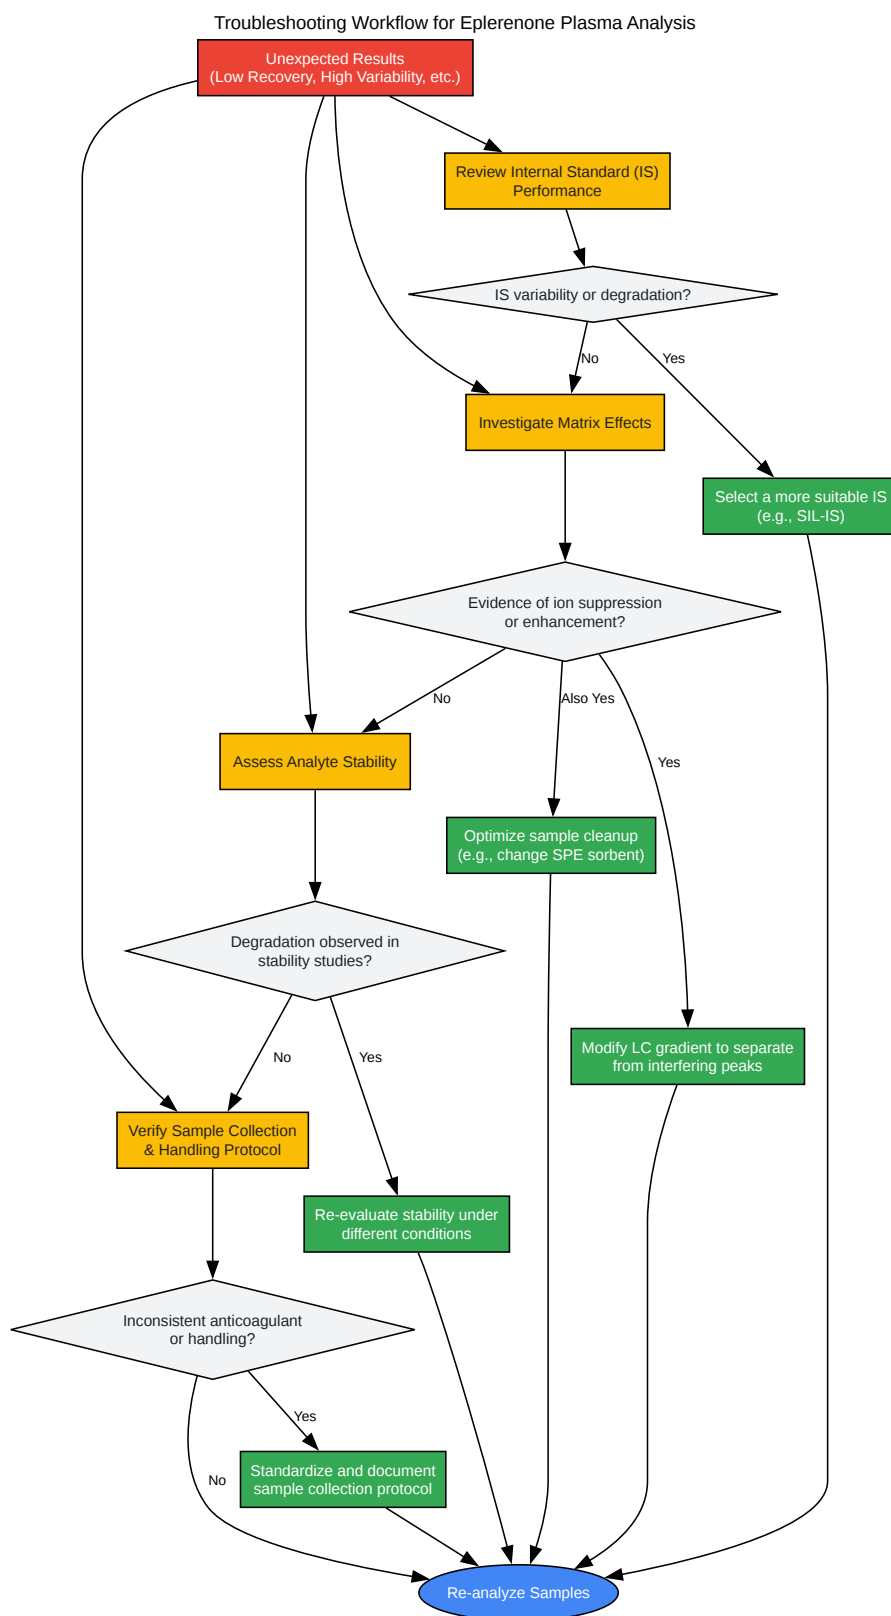 Troubleshooting Workflow for Eplerenone Plasma Analysis
Unexpected Results
(Low Recovery, High Variability, etc.)
Review Internal Standard (IS)
Performance
IS variability or degradation?
No
Yes
Investigate Matrix Effects
Select a more suitable IS
(e.g., SIL-IS)
Evidence of ion suppression
or enhancement?
No
Also Yes
Yes
Assess Analyte Stability
Optimize sample cleanup
(e.g., change SPE sorbent)
Degradation observed in
stability studies?
Modify LC gradient to separate
from interfering peaks
No
Yes
Verify Sample Collection
& Handling Protocol
Re-evaluate stability under
different conditions
Inconsistent anticoagulant
or handling?
Yes
No
Standardize and document
sample collection protocol
Re-analyze Samples